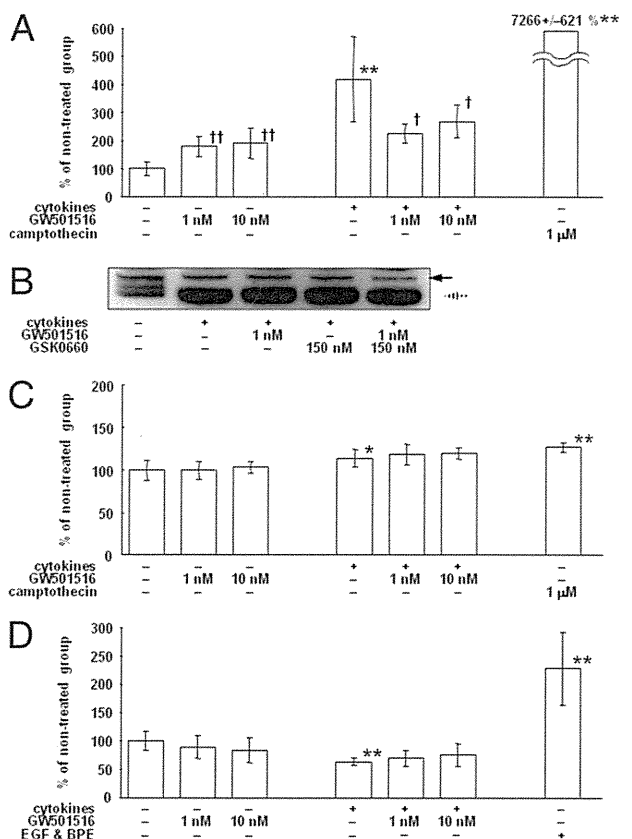 A
7266+/−621 %**
% of non-treated group
600
500
400
300
200
100
0
†† †† ** † †
cytokines − − − + + + −
GW501516 − 1 nM 10 nM − 1 nM 10 nM −
camptothecin − − − − − − 1 μM
B
cytokines − + + + +
GW501516 − − 1 nM − 1 nM
GSK0660 − − − 150 nM 150 nM
C
% of non-treated group
200
150
100
50
0
* **
cytokines − − − + + + −
GW501516 − 1 nM 10 nM − 1 nM 10 nM −
camptothecin − − − − − − 1 μM
D
% of non-treated group
300
250
200
150
100
50
0
** **
cytokines − − − + + + −
GW501516 − 1 nM 10 nM − 1 nM 10 nM −
EGF & BPE − − − − − − +